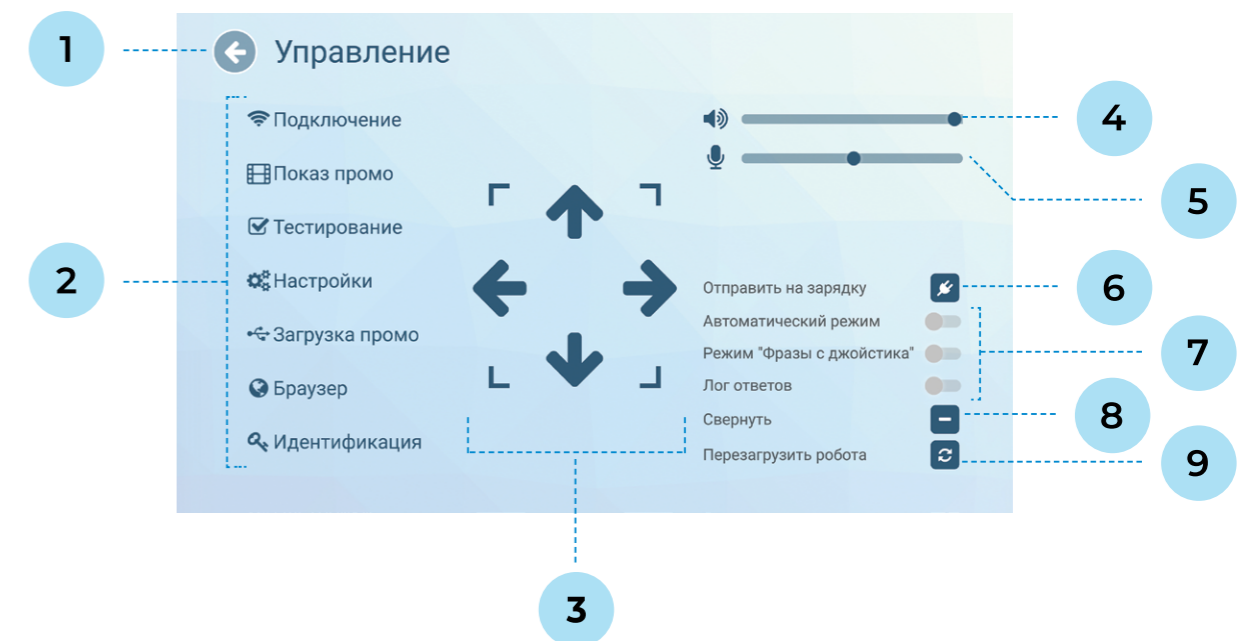 1
Управление
2
Подключение
Показ промо
Тестирование
Настройки
Загрузка промо
Браузер
Идентификация
3
4
5
Отправить на зарядку
6
Автоматический режим
Режим "Фразы с джойстика"
Лог ответов
7
Свернуть
8
Перезагрузить робота
9